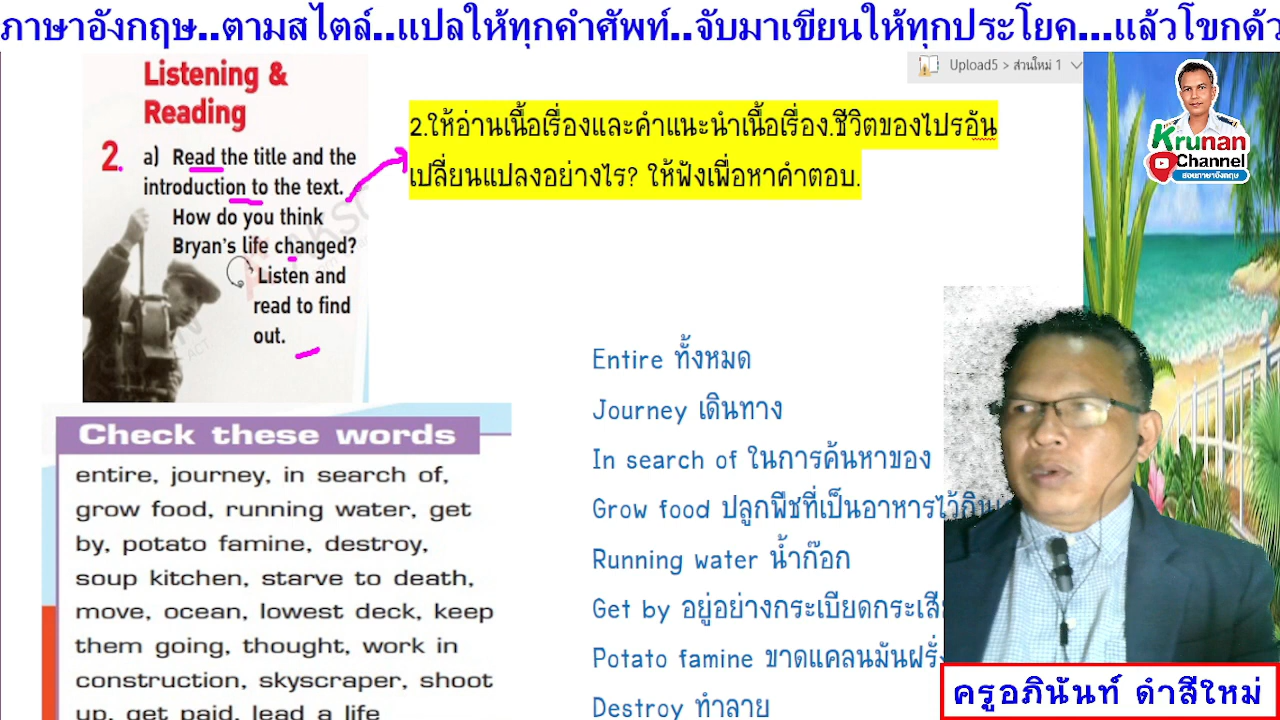 ภาษาอังกฤษ..ตามสไตล์..แปลให้ทุกคำศัพท์..จับมาเขียนให้ทุกประโยค...แล้วโขกด้ว
Upload5 > ส่วนใหม่ 1
Krunan
Channel
สอนภาษาอังกฤษ
Listening &
Reading
2. a) Read the title and the
introduction to the text.
How do you think
Bryan's life changed?
Listen and
read to find
out.
2.ให้อ่านเนื้อเรื่องและคำแนะนำเนื้อเรื่อง.ชีวิตของไปรอัน
เปลี่ยนแปลงอย่างไร? ให้ฟังเพื่อหาคำตอบ.
Check these words
entire, journey, in search of,
grow food, running water, get
by, potato famine, destroy,
soup kitchen, starve to death,
move, ocean, lowest deck, keep
them going, thought, work in
construction, skyscraper, shoot
up, get paid, lead a life
Entire ทั้งหมด
Journey เดินทาง
In search of ในการค้นหาของ
Grow food ปลูกพืชที่เป็นอาหารไว้กิน
Running water น้ำก๊อก
Get by อยู่อย่างกระเบียดกระเสีย
Potato famine ขาดแคลนมันฝรั่ง
Destroy ทำลาย
ครูอภินันท์ ดำสีใหม่